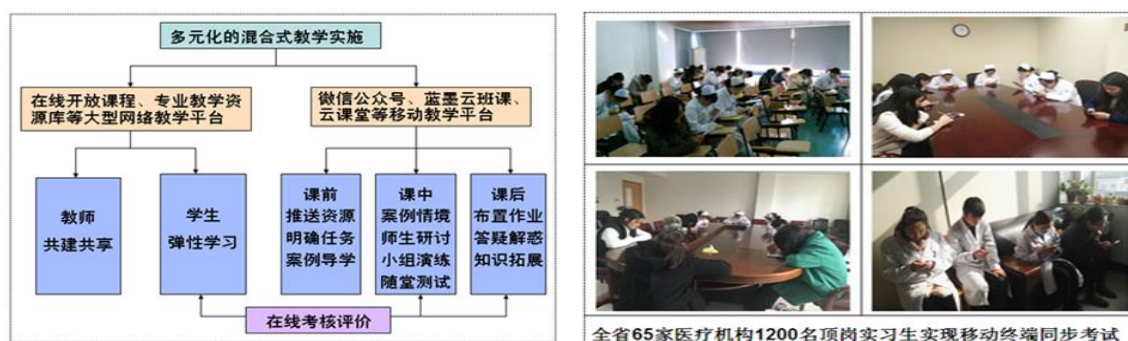 多元化的混合式教学实施
在线开放课程、专业教学资
源库等大型网络教学平台
微信公众号、蓝墨云班课、
云课堂等移动教学平台
教师
共建共享
学生
弹性学习
课前
推送资源
明确任务
案例导学
课中
案例情境
师生研讨
小组演练
随堂测试
课后
布置作业
答疑解惑
知识拓展
在线考核评价
全省65家医疗机构1200名顶岗实习生实现移动终端同步考试